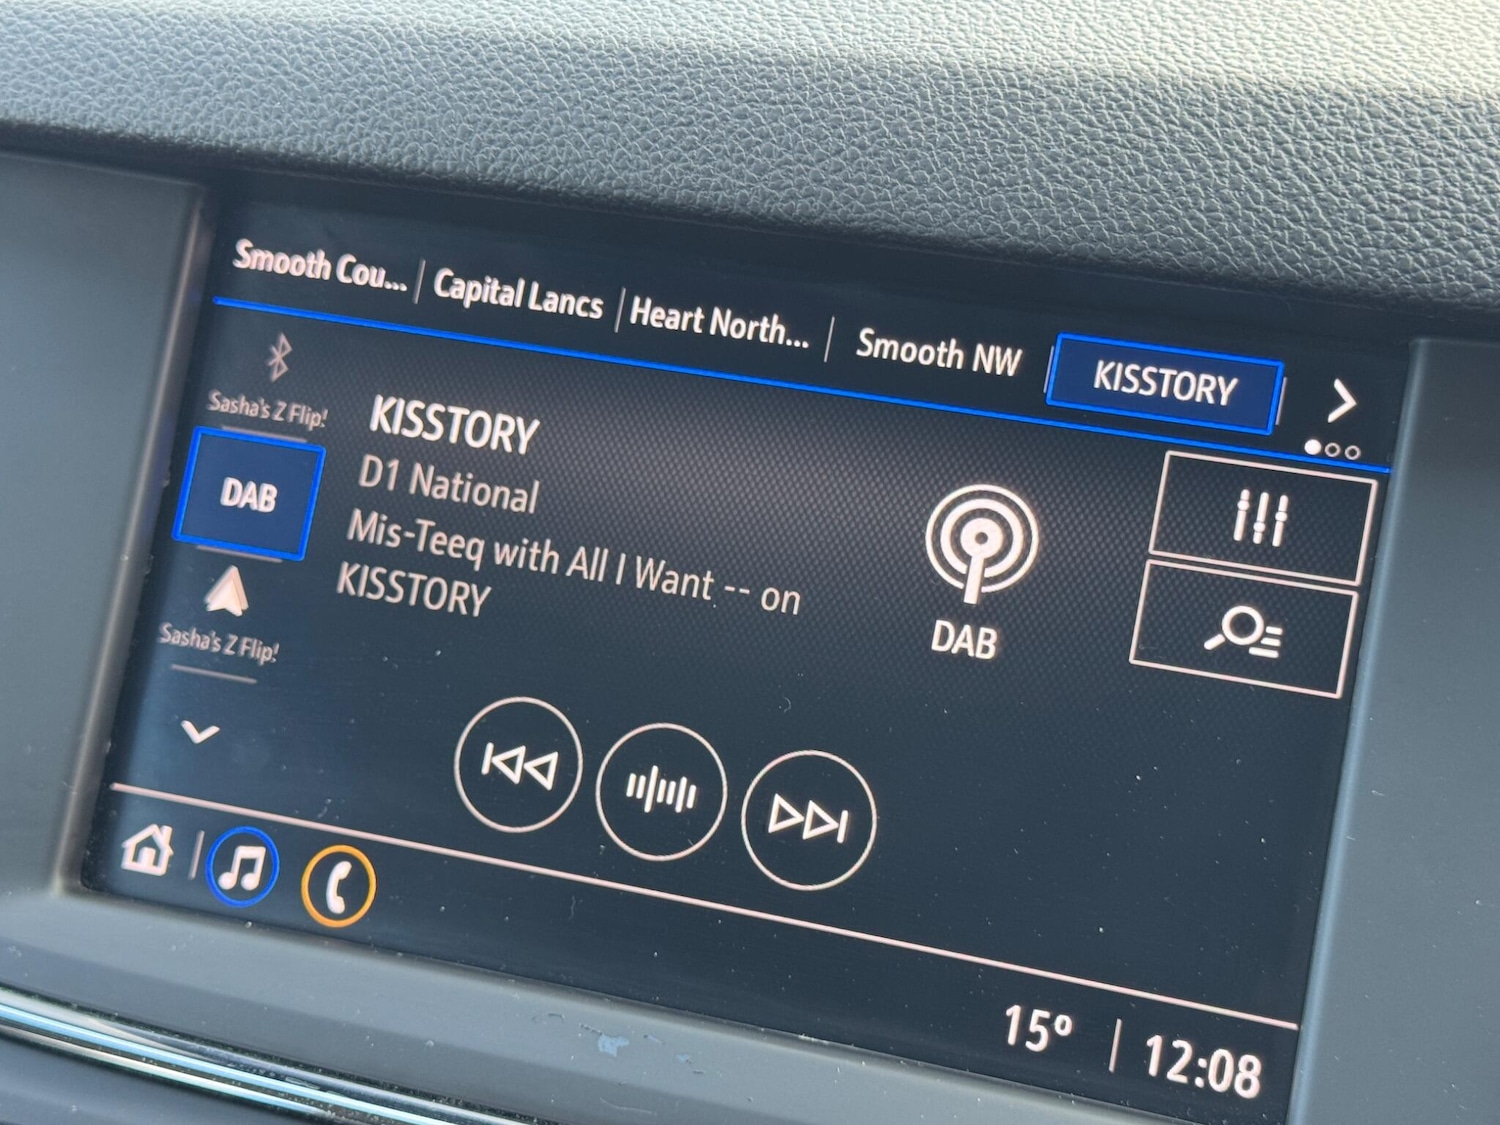 Smooth Cou... | Capital Lancs | Heart North... | Smooth NW | KISSTORY
Sasha's Z Flip!
DAB
Sasha's Z Flip!
KISSTORY
D1 National
Mis-Teeq with All I Want -- on
KISSTORY
DAB
15º | 12:08